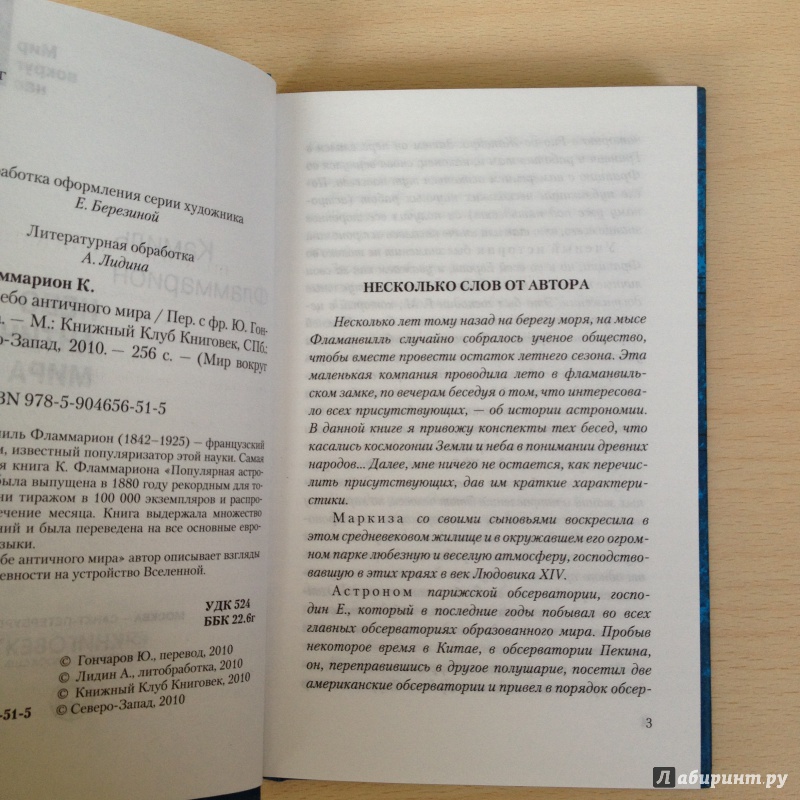 работка оформления серии художника
Е. Березиной
Литературная обработка
А. Лидина
аммарион К.
ебо античного мира / Пер. с фр. Ю. Гон-
. — М.: Книжный Клуб Книговек, СПб.:
ро-Запад, 2010. — 256 с. — (Мир вокруг
BN 978-5-904656-51-5
иль Фламмарион (1842–1925) – французский
м, известный популяризатор этой науки. Самая
я книга К. Фламмариона «Популярная астро-
была выпущена в 1880 году рекордным для то-
ни тиражом в 100 000 экземпляров и распро-
ечение месяца. Книга выдержала множество
ний и была переведена на все основные евро-
зыки.
бе античного мира» автор описывает взгляды
евности на устройство Вселенной.
УДК 524
ББК 22.6г
© Гончаров Ю., перевод, 2010
© Лидин А., литобработка, 2010
© Книжный Клуб Книговек, 2010
© Северо-Запад, 2010
-51-5
НЕСКОЛЬКО СЛОВ ОТ АВТОРА
Несколько лет тому назад на берегу моря, на мысе
Фламанвилль случайно собралось ученое общество,
чтобы вместе провести остаток летнего сезона. Эта
маленькая компания проводила лето в фламанвиль-
ском замке, по вечерам беседуя о том, что интересова-
ло всех присутствующих, — об истории астрономии.
В данной книге я привожу конспекты тех бесед, что
касались космогонии Земли и неба в понимании древних
народов... Далее, мне ничего не остается, как перечис-
лить присутствующих, дав им краткие характери-
стики.
Маркиза со своими сыновьями воскресила в
этом средневековом жилище и в окружавшем его огром-
ном парке любезную и веселую атмосферу, господство-
вавшую в этих краях в век Людовика XIV.
Астроном парижской обсерватории, госпо-
дин Е., который в последние годы побывал во всех
главных обсерваториях образованного мира. Пробыв
некоторое время в Китае, в обсерватории Пекина,
он, переправившись в другое полушарие, посетил две
американские обсерватории и привел в порядок обсер-
3
Лабиринт.ру